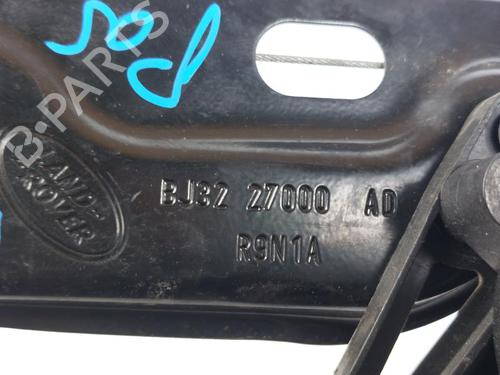 B-PARTS
LAND-
ROVER
BJ32 27000 AD
R9N1A